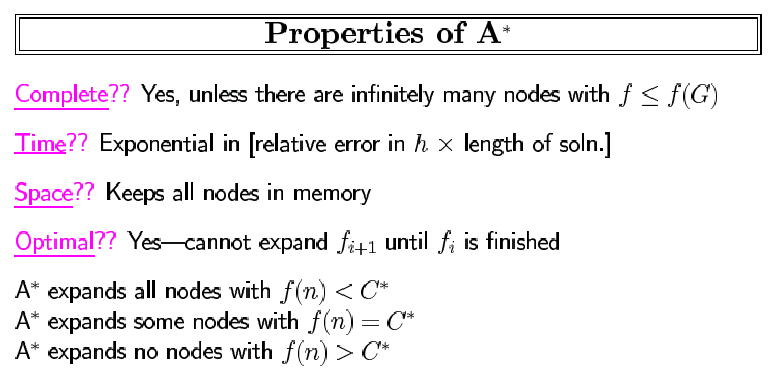 Properties of A*
Complete?? Yes, unless there are infinitely many nodes with f ≤ f(G)
Time?? Exponential in [relative error in h × length of soln.]
Space?? Keeps all nodes in memory
Optimal?? Yes—cannot expand f_{i+1} until f_i is finished
A* expands all nodes with f(n) < C*
A* expands some nodes with f(n) = C*
A* expands no nodes with f(n) > C*